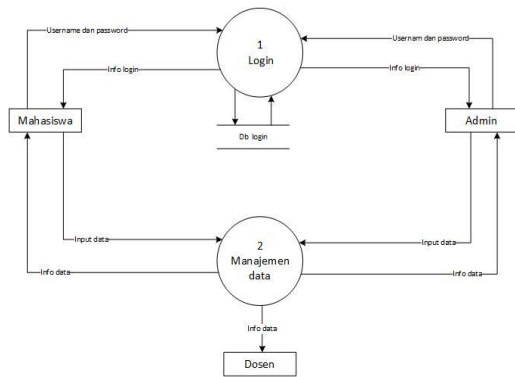 Username dan password
1
Login
Usernam dan password
Info login
Info login
Mahasiswa
Admin
Db login
Input data
2
Manajemen
data
Input data
Info data
Info data
Info data
Dosen